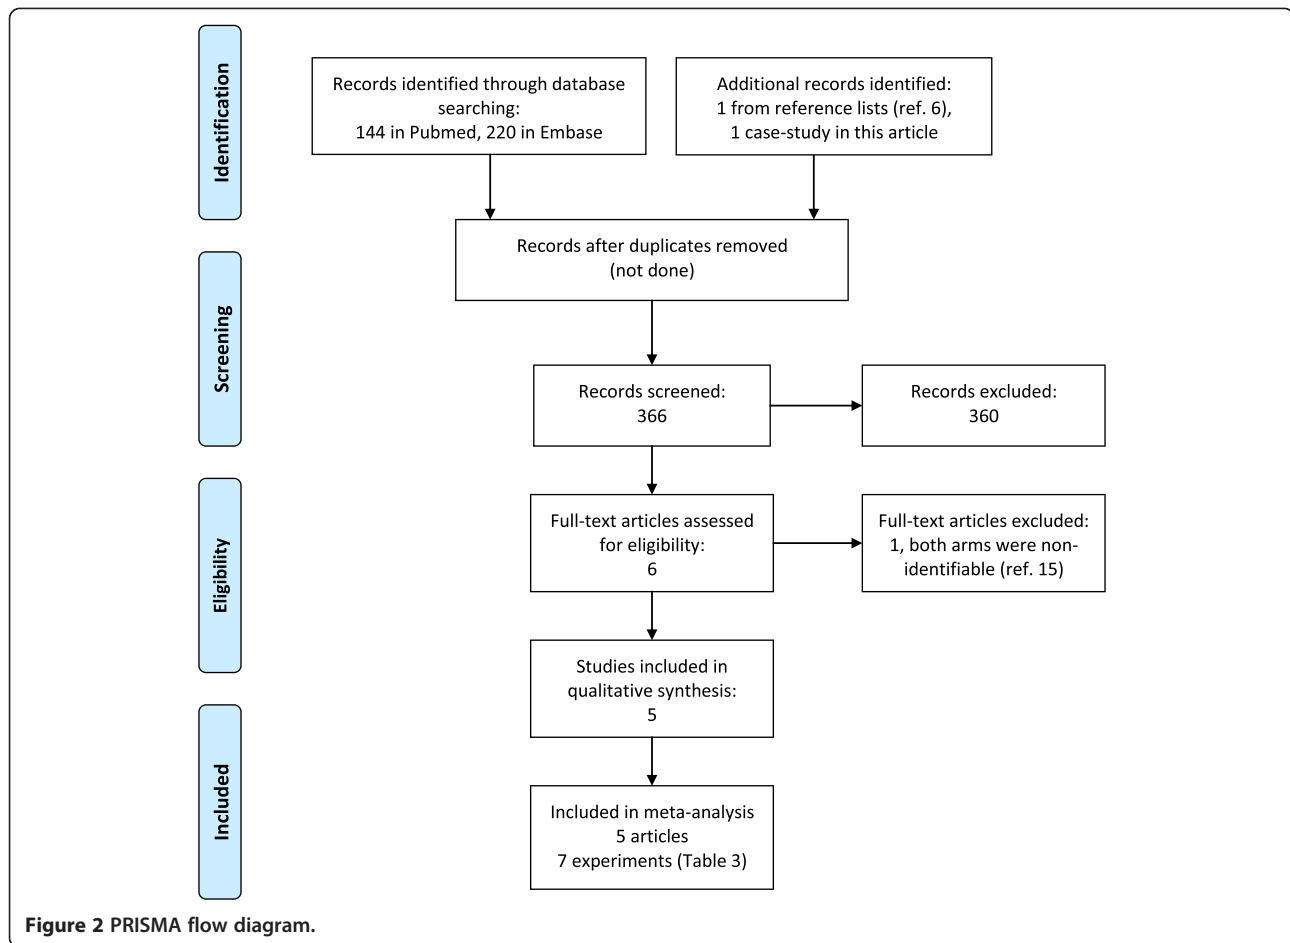 Identification
Records identified through database
searching:
144 in Pubmed, 220 in Embase
Additional records identified:
1 from reference lists (ref. 6),
1 case-study in this article
Records after duplicates removed
(not done)
Screening
Records screened:
366
Records excluded:
360
Eligibility
Full-text articles assessed
for eligibility:
6
Full-text articles excluded:
1, both arms were non-
identifiable (ref. 15)
Studies included in
qualitative synthesis:
5
Included
Included in meta-analysis
5 articles
7 experiments (Table 3)
Figure 2 PRISMA flow diagram.